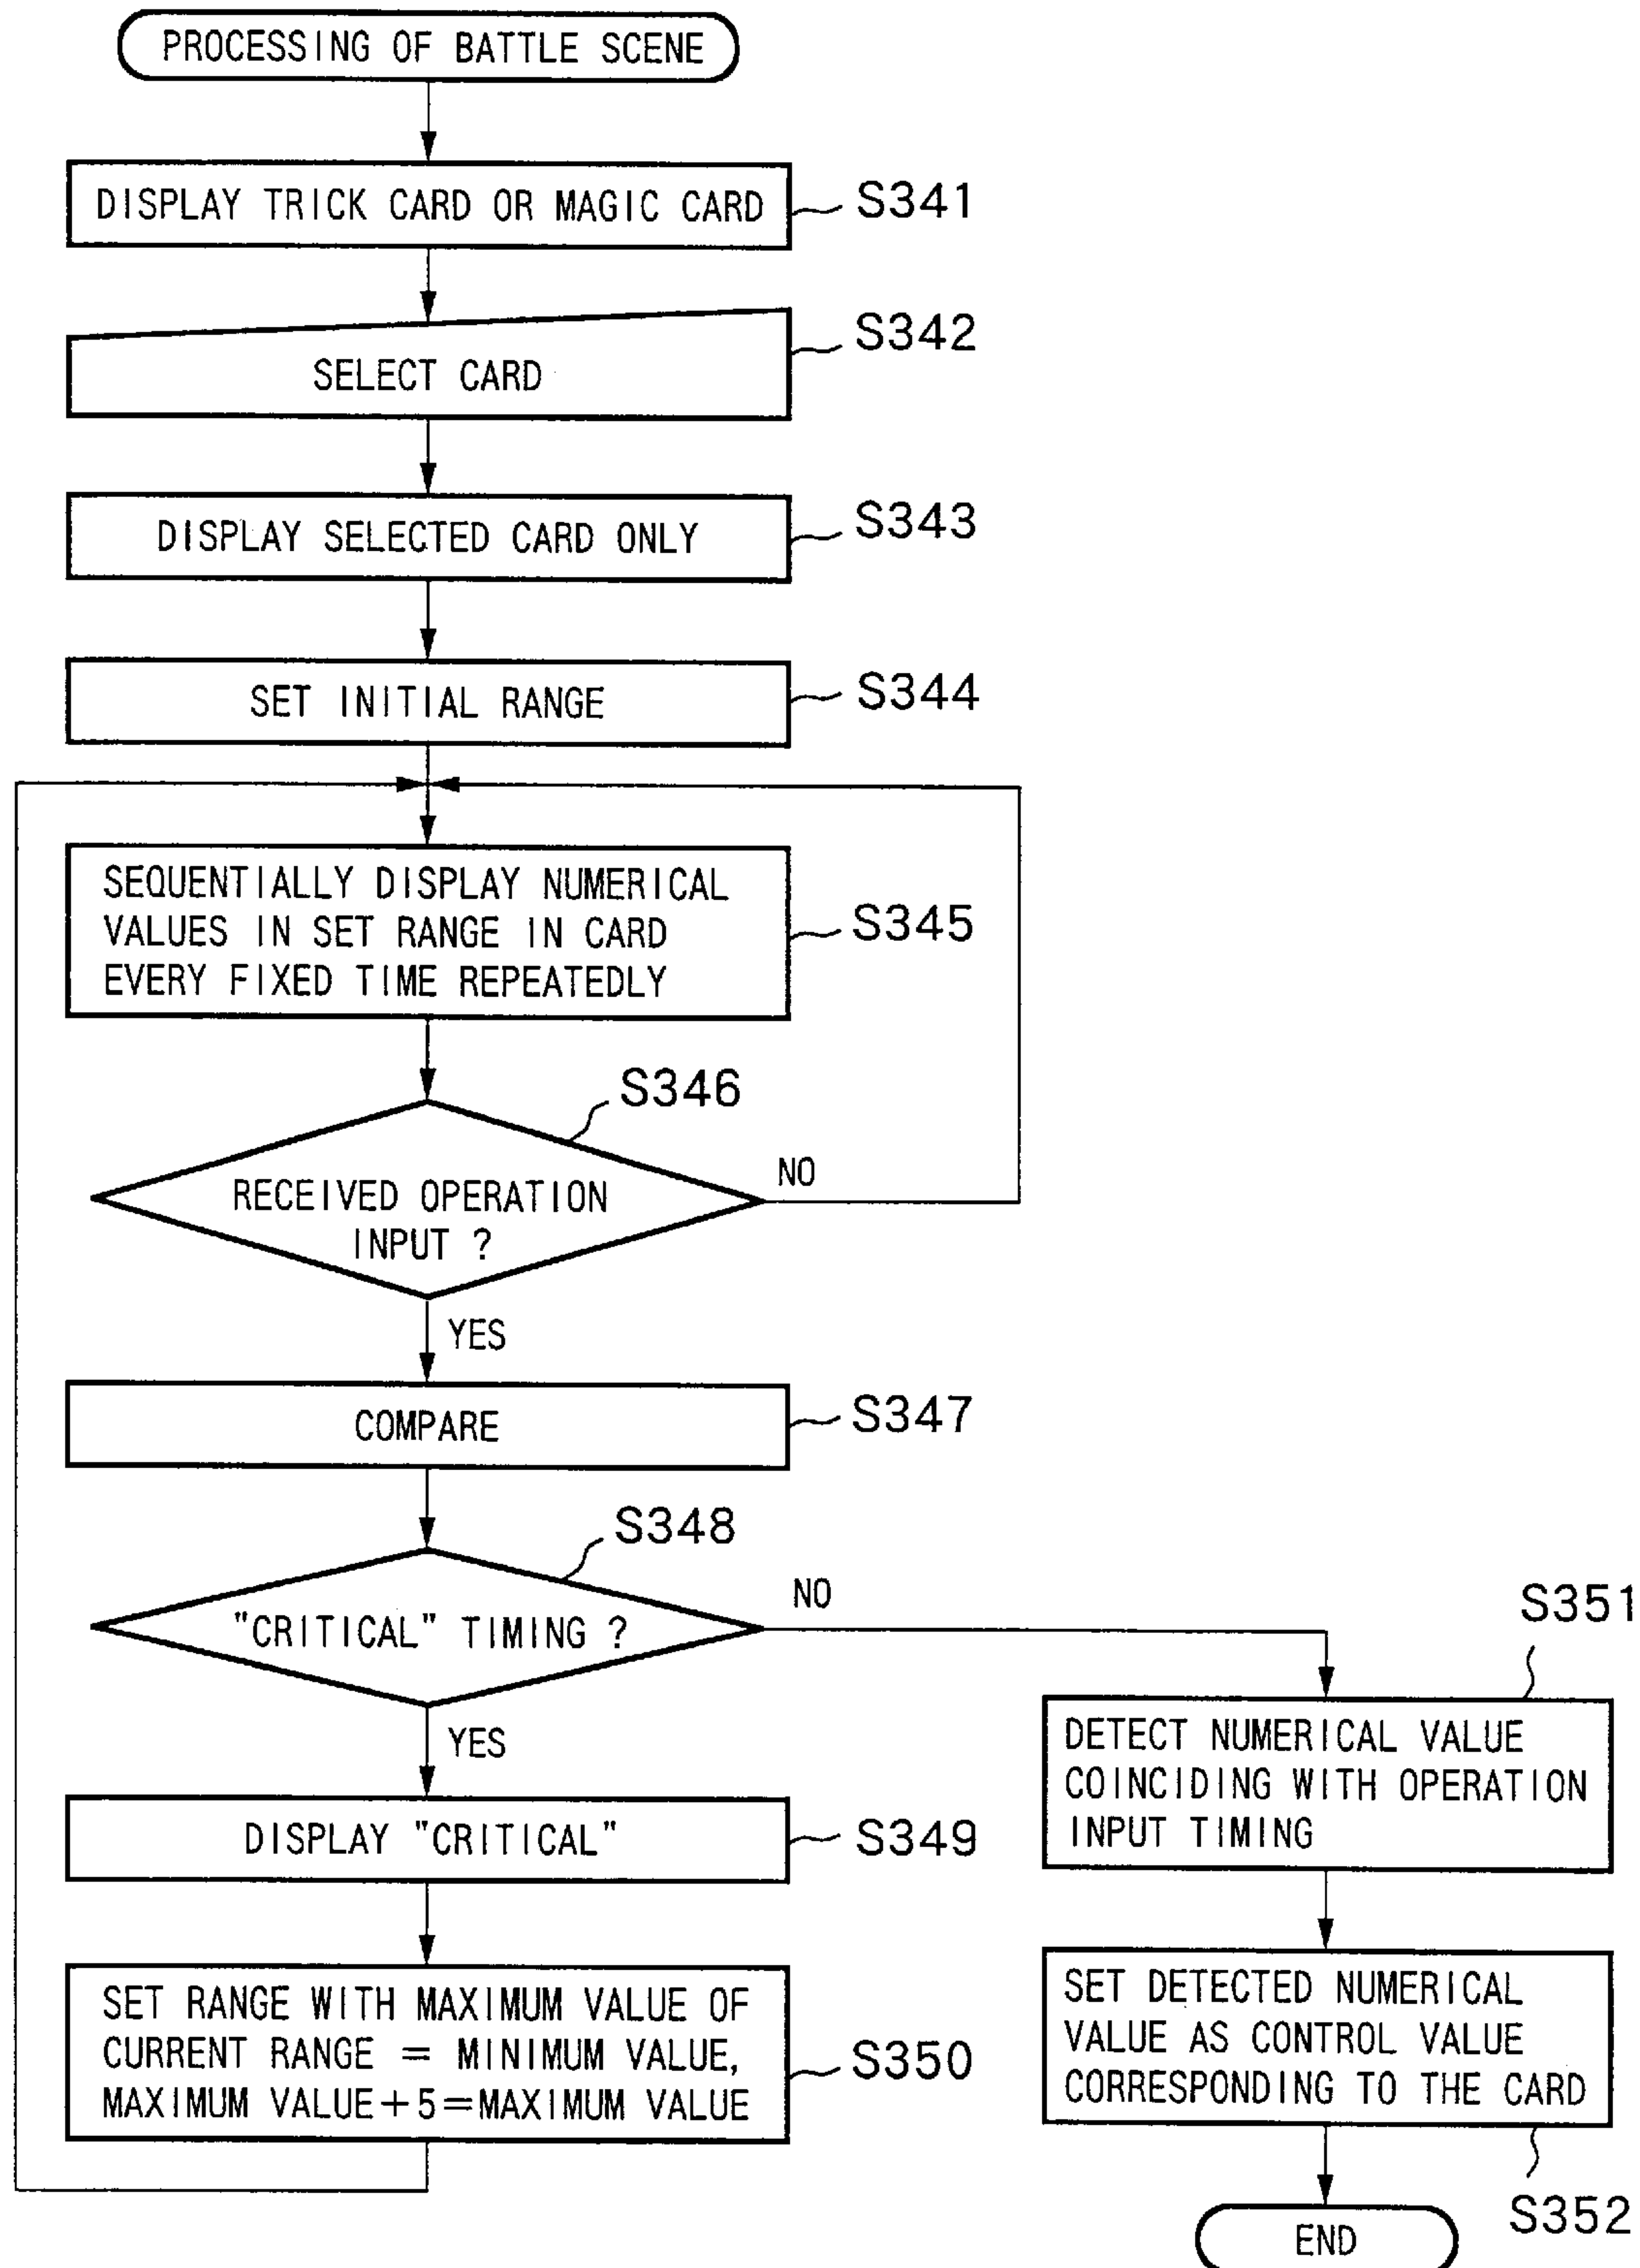 PROCESSING OF BATTLE SCENE
DISPLAY TRICK CARD OR MAGIC CARD
S341
SELECT CARD
S342
DISPLAY SELECTED CARD ONLY
S343
SET INITIAL RANGE
S344
SEQUENTIALLY DISPLAY NUMERICAL
VALUES IN SET RANGE IN CARD
EVERY FIXED TIME REPEATEDLY
S345
S346
RECEIVED OPERATION
INPUT ?
NO
YES
COMPARE
S347
S348
"CRITICAL" TIMING ?
NO
YES
DISPLAY "CRITICAL"
S349
SET RANGE WITH MAXIMUM VALUE OF
CURRENT RANGE = MINIMUM VALUE,
MAXIMUM VALUE+5=MAXIMUM VALUE
S350
S351
DETECT NUMERICAL VALUE
COINCIDING WITH OPERATION
INPUT TIMING
SET DETECTED NUMERICAL
VALUE AS CONTROL VALUE
CORRESPONDING TO THE CARD
S352
END